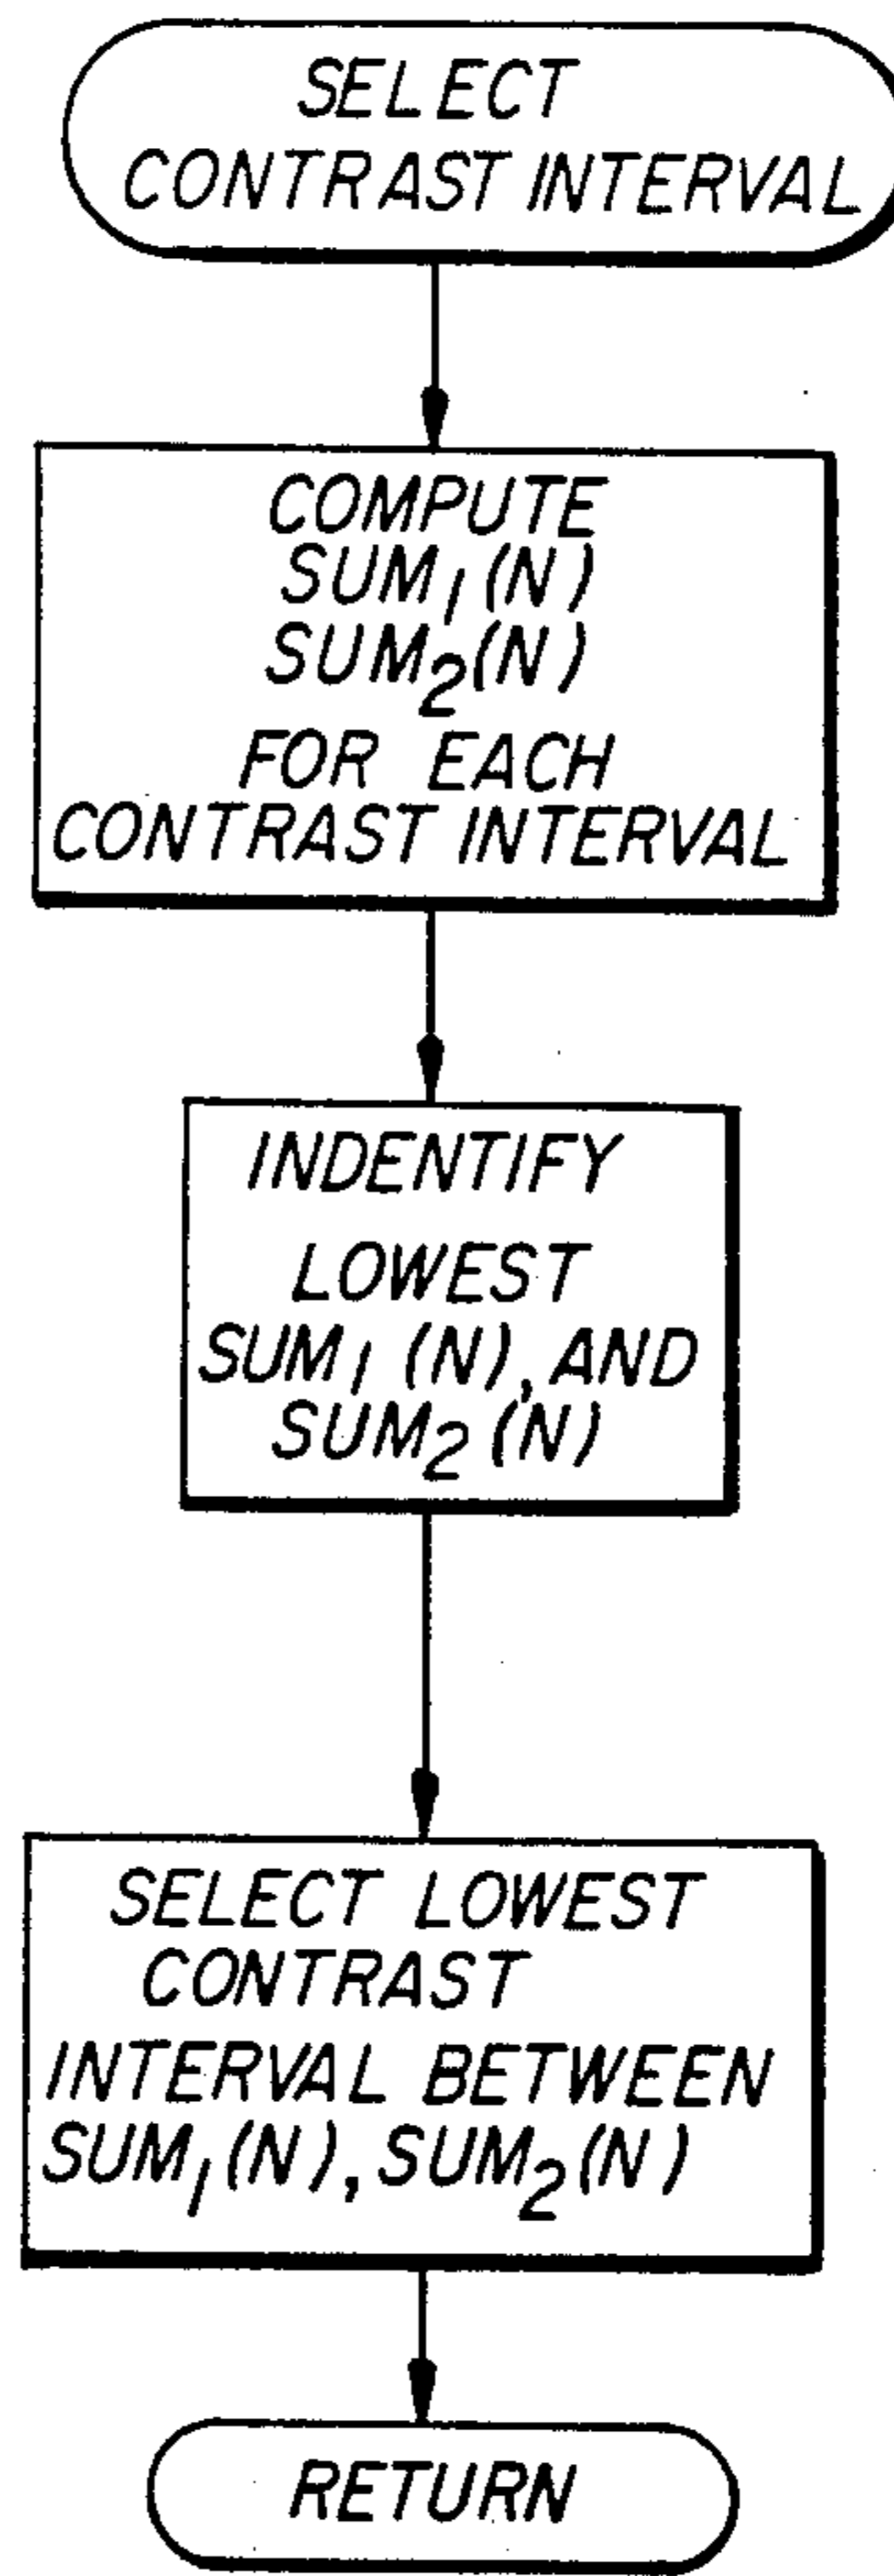 SELECT
CONTRAST INTERVAL
COMPUTE
SUM₁(N)
SUM₂(N)
FOR EACH
CONTRAST INTERVAL
INDENTIFY
LOWEST
SUM₁(N), AND
SUM₂(N)
SELECT LOWEST
CONTRAST
INTERVAL BETWEEN
SUM₁(N), SUM₂(N)
RETURN